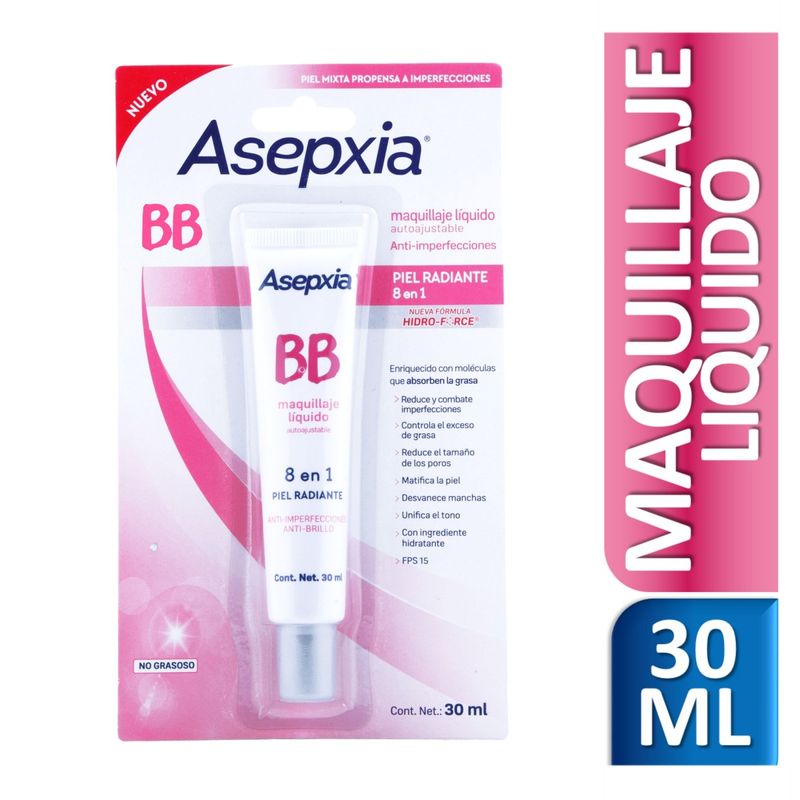 NUEVO
PIEL MIXTA PROPENSA A IMPERFECCIONES
Asepxia®
BB
maquillaje líquido
autoajustable
Anti-imperfecciones
PIEL RADIANTE
8 en 1
NUEVA FÓRMULA
HIDRO-FORCE®
Enriquecido con moléculas
que absorben la grasa
> Reduce y combate
imperfecciones
> Controla el exceso
de grasa
> Reduce el tamaño
de los poros
> Matifica la piel
> Desvanece manchas
> Unifica el tono
> Con ingrediente
hidratante
> FPS 15
Cont. Net.: 30 ml
NO GRASOSO
Asepxia
BB
maquillaje
líquido
autoajustable
8 en 1
PIEL RADIANTE
ANTI-IMPERFECCIONES
ANTI-BRILLO
Cont. Net. 30 ml
MAQUILLAJE
LIQUIDO
30
ML